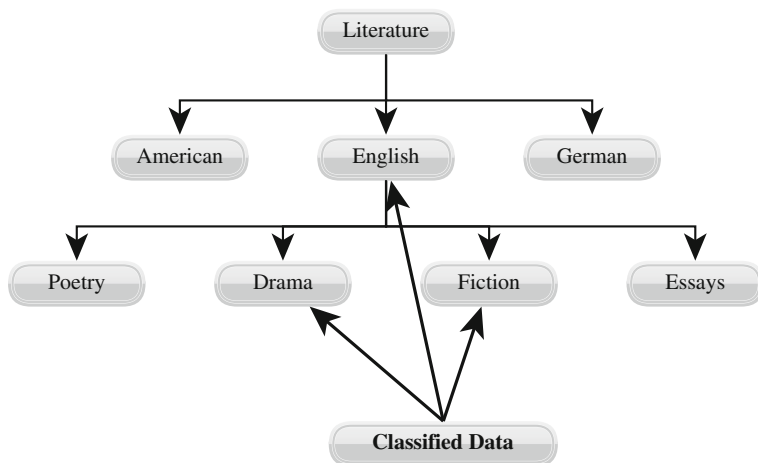 Literature
American
English
German
Poetry
Drama
Fiction
Essays
Classified Data